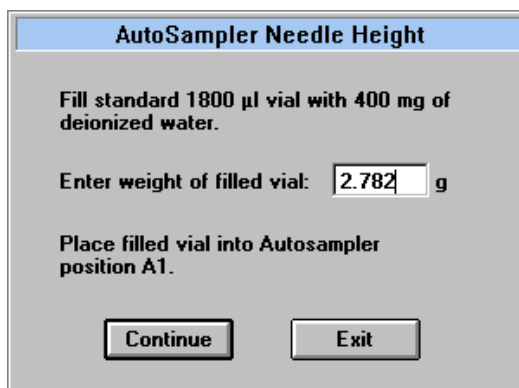 AutoSampler Needle Height
Fill standard 1800 µl vial with 400 mg of
deionized water.
Enter weight of filled vial: 2.782 g
Place filled vial into Autosampler
position A1.
Continue Exit